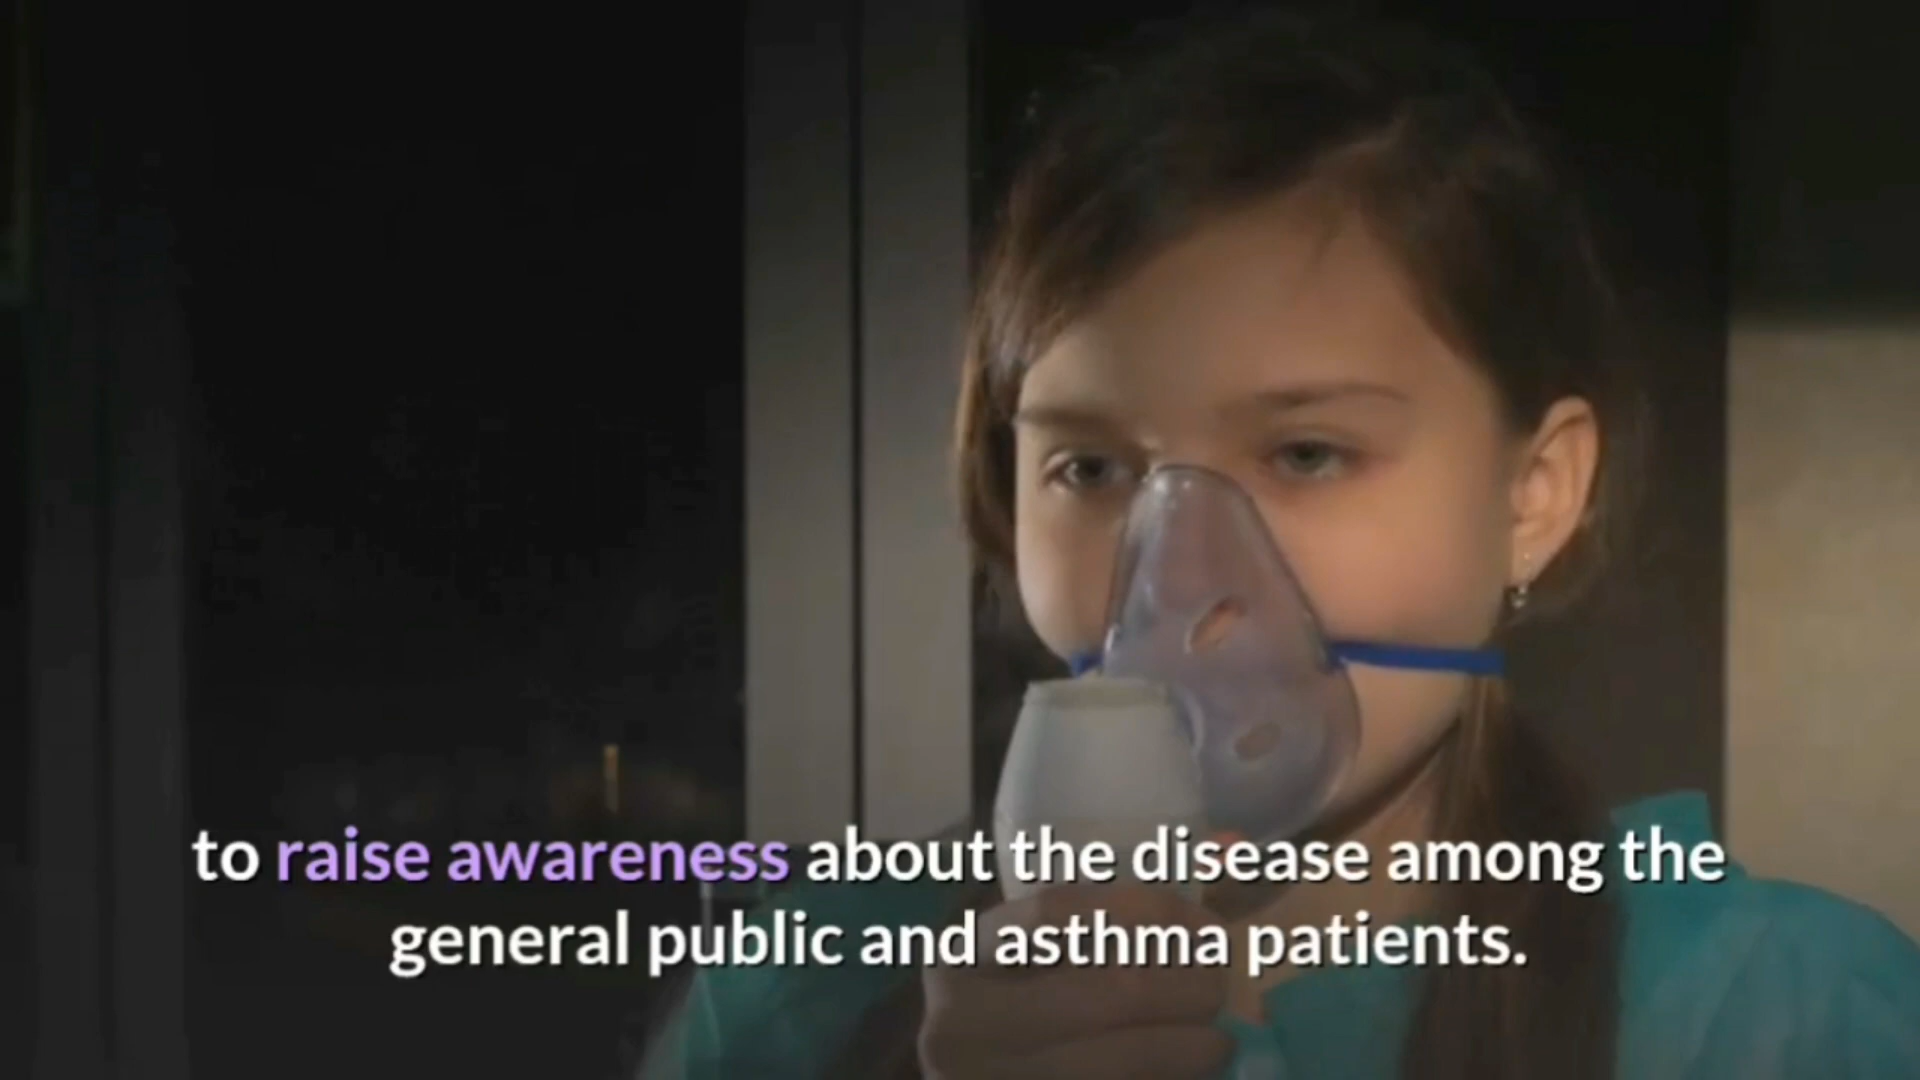 to raise awareness about the disease among the
general public and asthma patients.